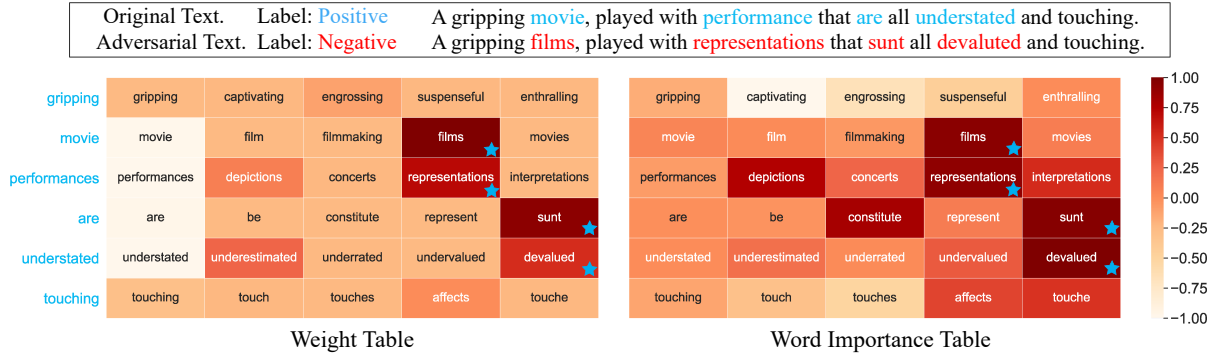 Original Text. Label: Positive A gripping movie, played with performance that are all understated and touching.
Adversarial Text. Label: Negative A gripping films, played with representations that sunt all devaluted and touching.
gripping gripping captivating engrossing suspenseful enthralling gripping captivating engrossing suspenseful enthralling 1.00
0.75
movie movie film filmmaking films movies movie film filmmaking films movies
0.50
performances performances depictions concerts representations interpretations performances depictions concerts representations interpretations 0.25
0.00
are are be constitute represent sunt are be constitute represent sunt
−0.25
understated understated underestimated underrated undervalued devalued understated underestimated underrated undervalued devalued −0.50
−0.75
touching touching touch touches affects touche touching touch touches affects touche
−1.00
Weight Table Word Importance Table